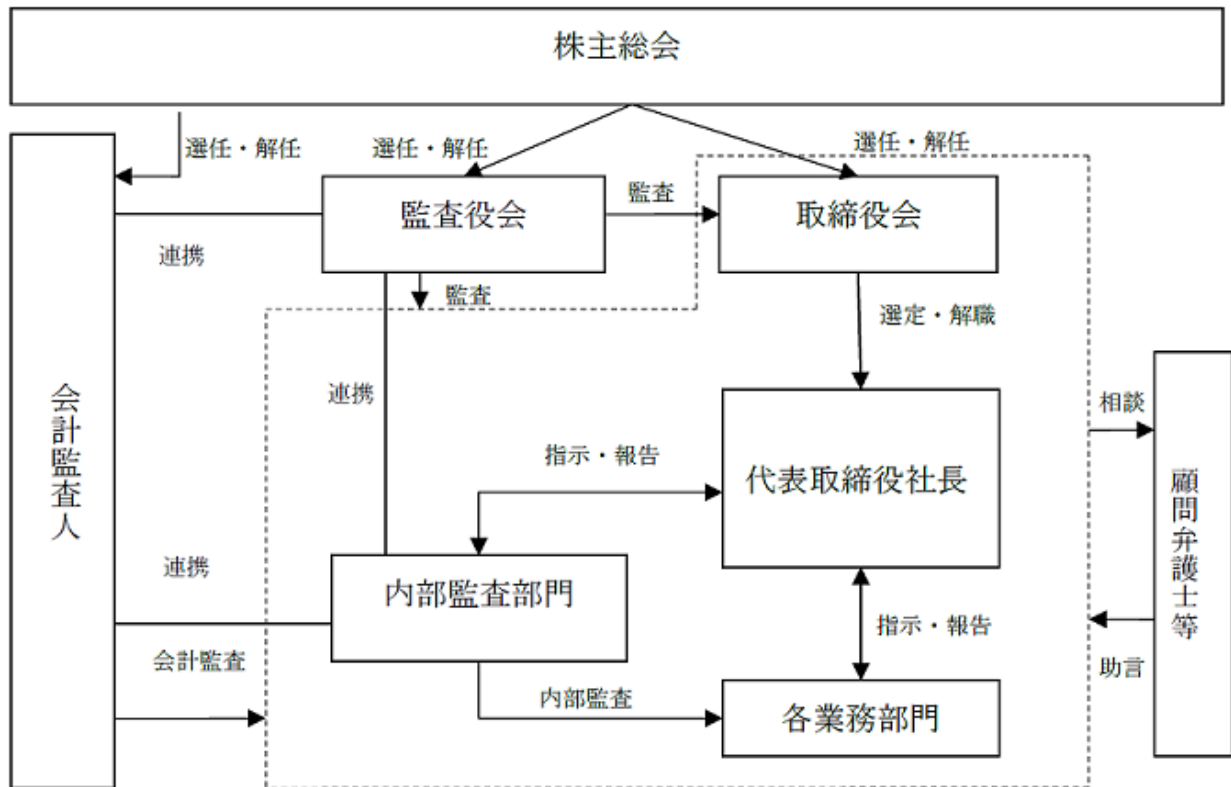 株主総会
選任・解任
選任・解任
選任・解任
監査役会
監査
取締役会
連携
監査
選定・解職
連携
会計監査人
指示・報告
代表取締役社長
相談
顧問弁護士等
連携
内部監査部門
指示・報告
助言
会計監査
内部監査
各業務部門